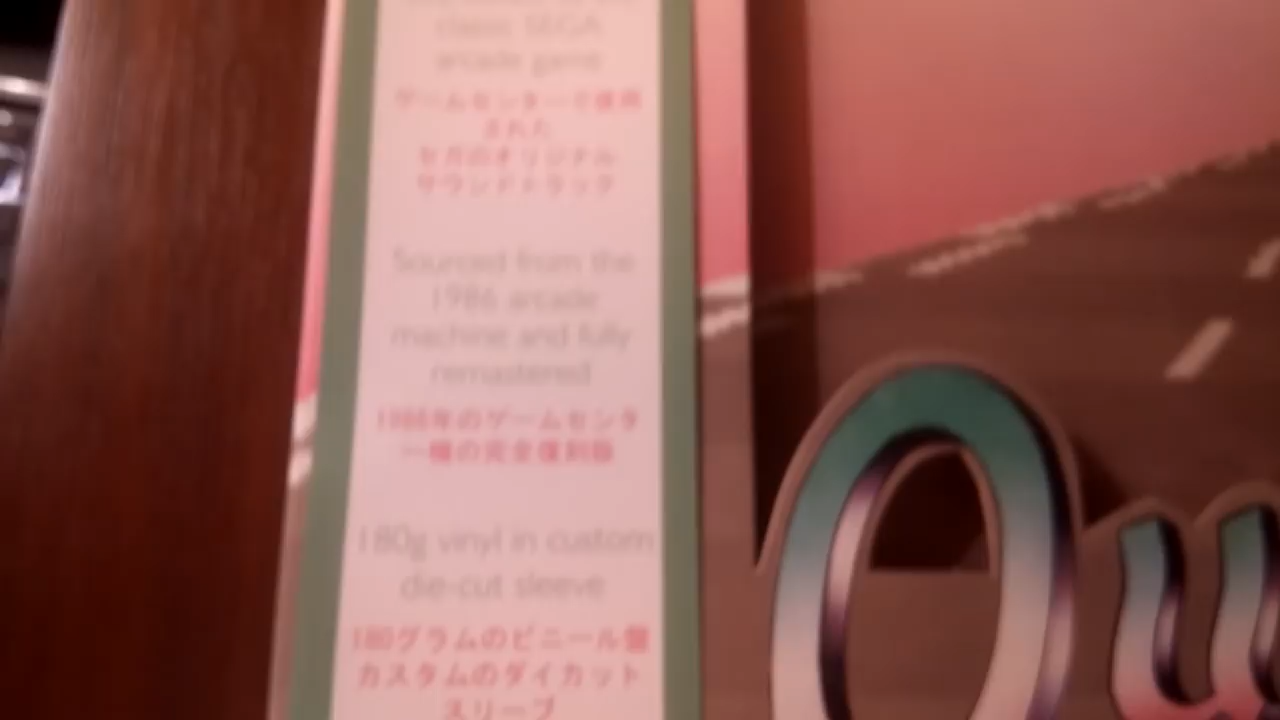 classic SEGA
arcade game
ゲームセンターで使用
された
セガのオリジナル
サウンドトラック
Sourced from the
1986 arcade
machine and fully
remastered
1986年のゲームセンタ
ー機の完全復刻版
180g vinyl in custom
die-cut sleeve
180グラムのビニール盤
カスタムのダイカット
スリーブ
Ou